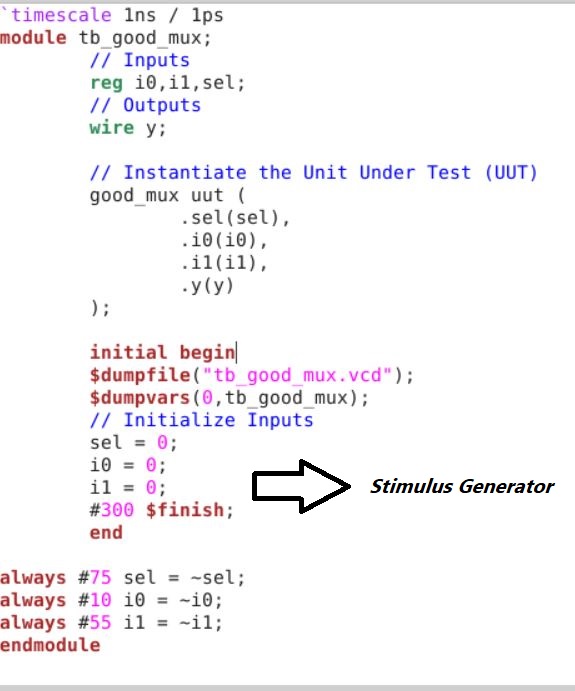 `timescale 1ns / 1ps
module tb_good_mux;
// Inputs
reg i0,i1,sel;
// Outputs
wire y;
// Instantiate the Unit Under Test (UUT)
good_mux uut (
.sel(sel),
.i0(i0),
.i1(i1),
.y(y)
);
initial begin
$dumpfile("tb_good_mux.vcd");
$dumpvars(0,tb_good_mux);
// Initialize Inputs
sel = 0;
i0 = 0;
i1 = 0;
Stimulus Generator
#300 $finish;
end
always #75 sel = ~sel;
always #10 i0 = ~i0;
always #55 i1 = ~i1;
endmodule